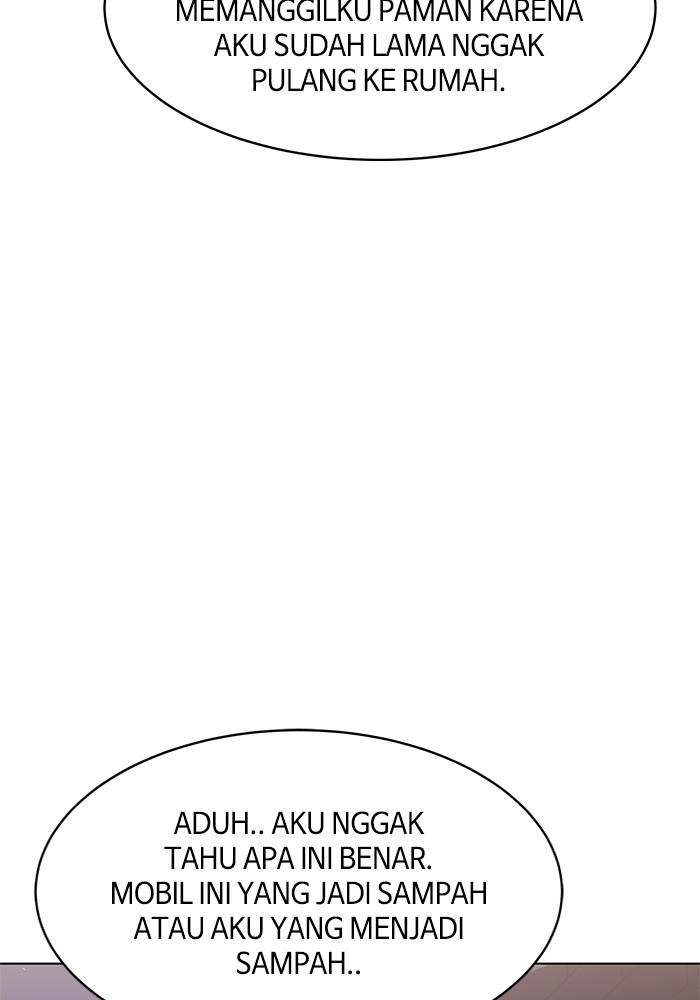 MEMANGGILKU PAMAN KARENA
AKU SUDAH LAMA NGGAK
PULANG KE RUMAH.
ADUH.. AKU NGGAK
TAHU APA INI BENAR.
MOBIL INI YANG JADI SAMPAH
ATAU AKU YANG MENJADI
SAMPAH..